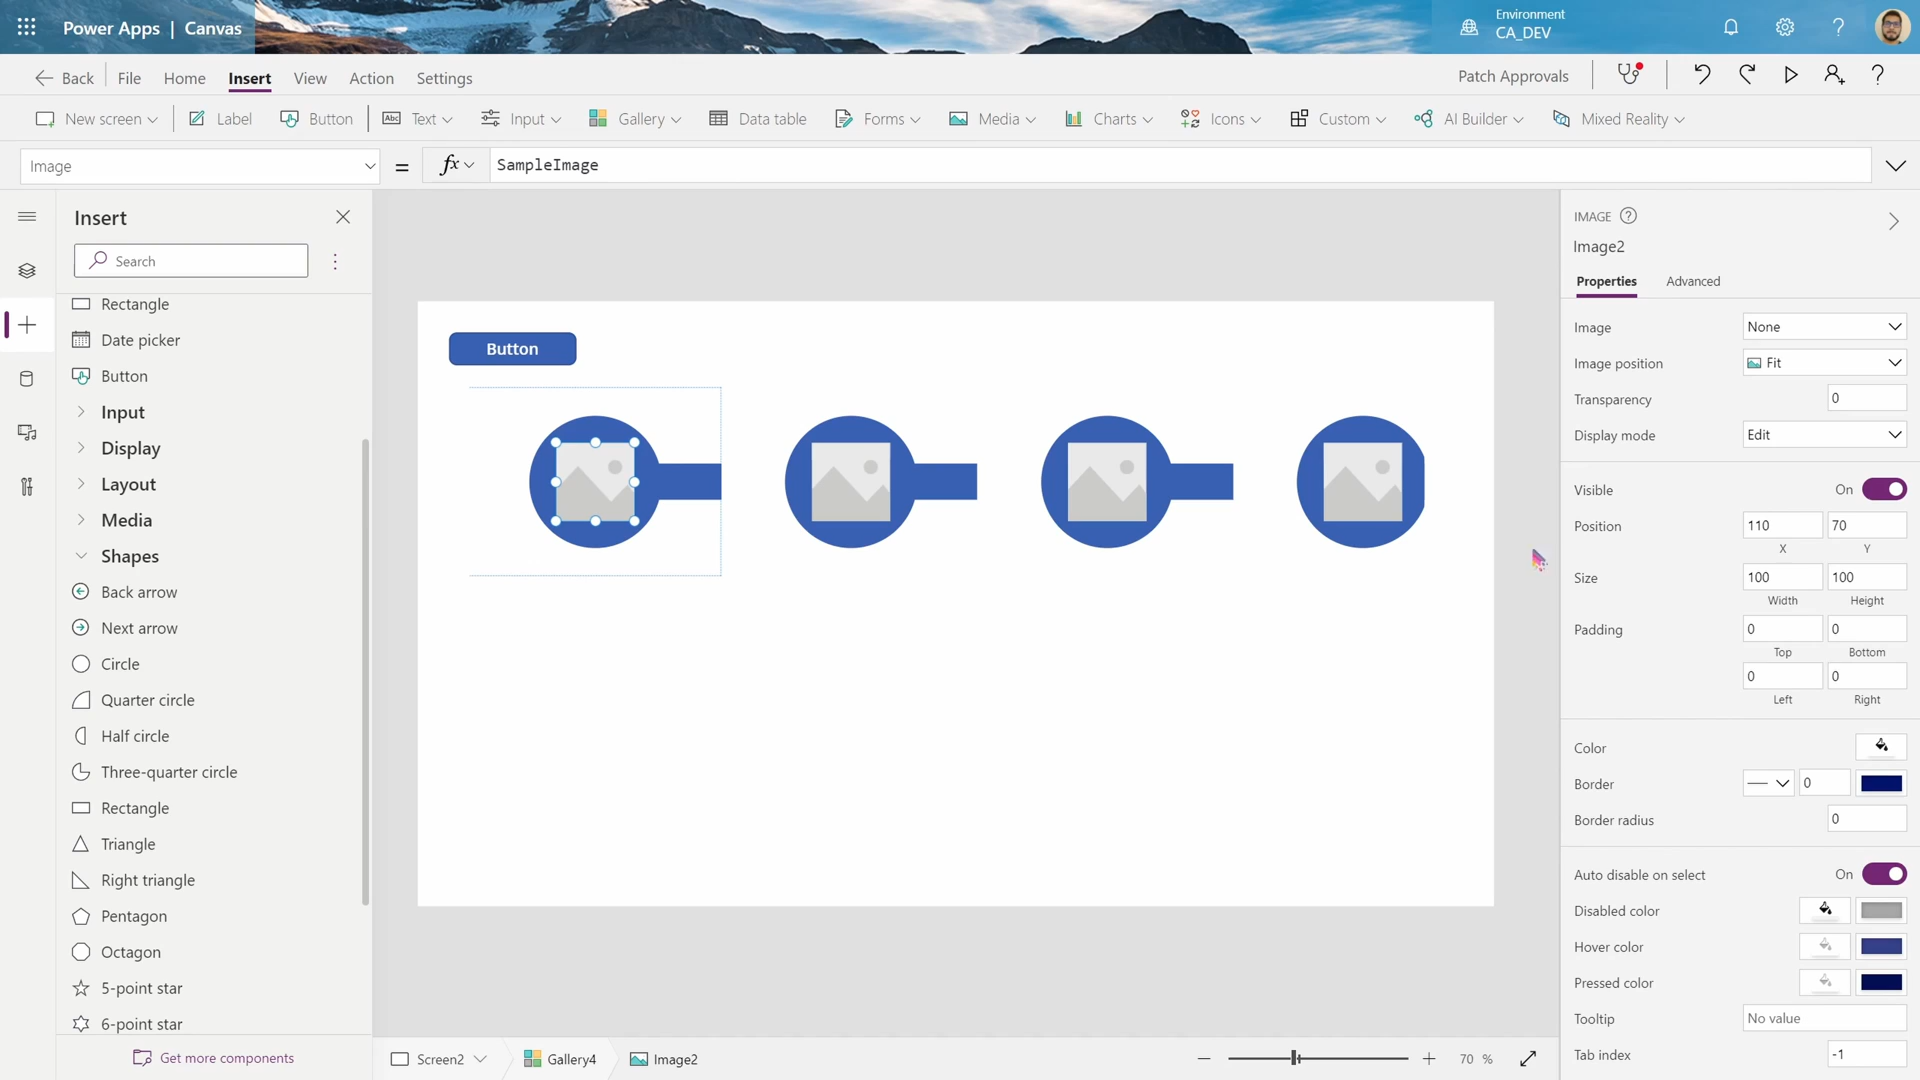 Power Apps | Canvas
Environment
CA_DEV
?
Back
File
Home
Insert
View
Action
Settings
Patch Approvals
?
New screen
Label
Button
Abc
Text
Input
Gallery
Data table
Forms
Media
Charts
Icons
Custom
AI Builder
Mixed Reality
Image
=
fx
SampleImage
Insert
Search
Rectangle
Date picker
Button
Input
Display
Layout
Media
Shapes
Back arrow
Next arrow
Circle
Quarter circle
Half circle
Three-quarter circle
Rectangle
Triangle
Right triangle
Pentagon
Octagon
5-point star
6-point star
Get more components
Button
Screen2
Gallery4
Image2
70 %
IMAGE ?
Image2
Properties
Advanced
Image
None
Image position
Fit
Transparency
0
Display mode
Edit
Visible
On
Position
110
70
X
Y
Size
100
100
Width
Height
Padding
0
0
Top
Bottom
0
0
Left
Right
Color
Border
0
Border radius
0
Auto disable on select
On
Disabled color
Hover color
Pressed color
Tooltip
No value
Tab index
-1